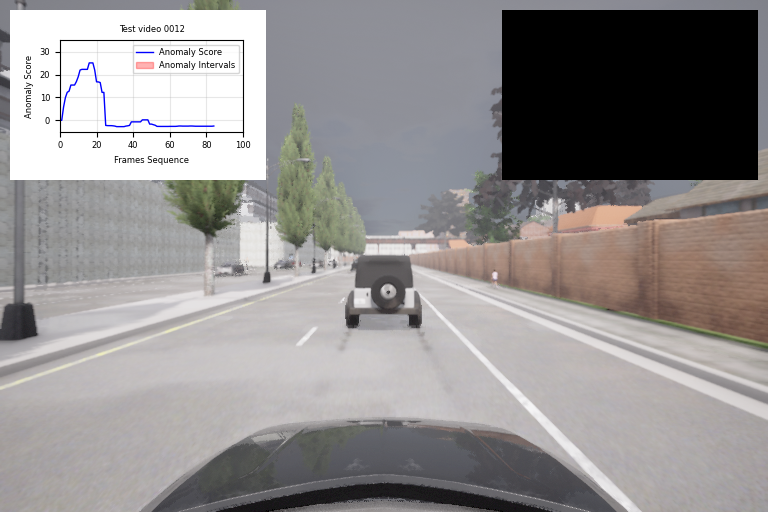 Test video 0012
Anomaly Score
Anomaly Intervals
Anomaly Score
30
20
10
0
0 20 40 60 80 100
Frames Sequence